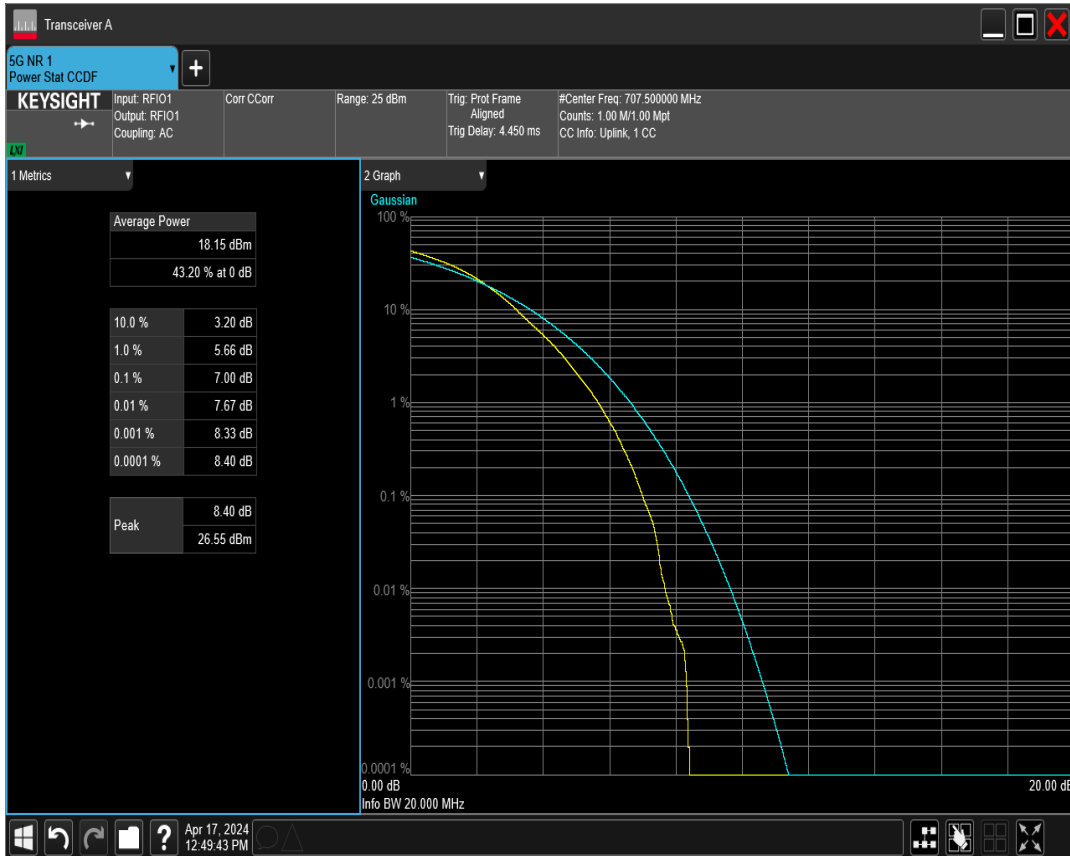 Transceiver A
5G NR 1
Power Stat CCDF
KEYSIGHT
LXI
Input: RFIO1
Output: RFIO1
Coupling: AC
Corr CCorr
Range: 25 dBm
Trig: Prot Frame
Aligned
Trig Delay: 4.450 ms
#Center Freq: 707.500000 MHz
Counts: 1.00 M/1.00 Mpt
CC Info: Uplink, 1 CC
1 Metrics
Average Power
18.15 dBm
43.20 % at 0 dB
10.0 % 3.20 dB
1.0 % 5.66 dB
0.1 % 7.00 dB
0.01 % 7.67 dB
0.001 % 8.33 dB
0.0001 % 8.40 dB
Peak
8.40 dB
26.55 dBm
2 Graph
Gaussian
100 %
10 %
1 %
0.1 %
0.01 %
0.001 %
0.0001 %
0.00 dB 20.00 dB
Info BW 20.000 MHz
?
Apr 17, 2024
12:49:43 PM